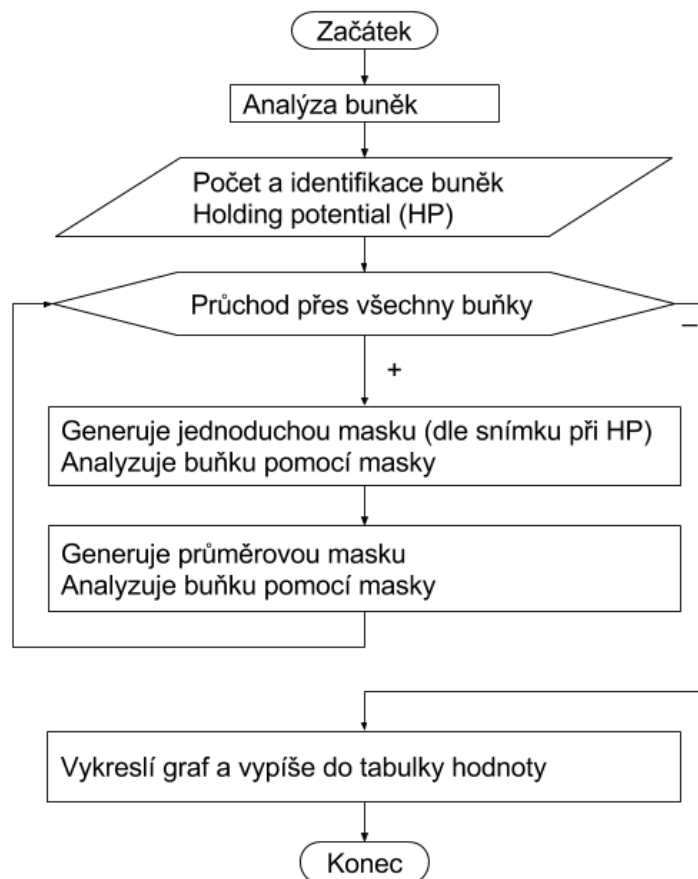 Začátek
Analýza buněk
Počet a identifikace buněk
Holding potential (HP)
Průchod přes všechny buňky
–
+
Generuje jednoduchou masku (dle snímku při HP)
Analyzuje buňku pomocí masky
Generuje průměrovou masku
Analyzuje buňku pomocí masky
Vykreslí graf a vypíše do tabulky hodnoty
Konec